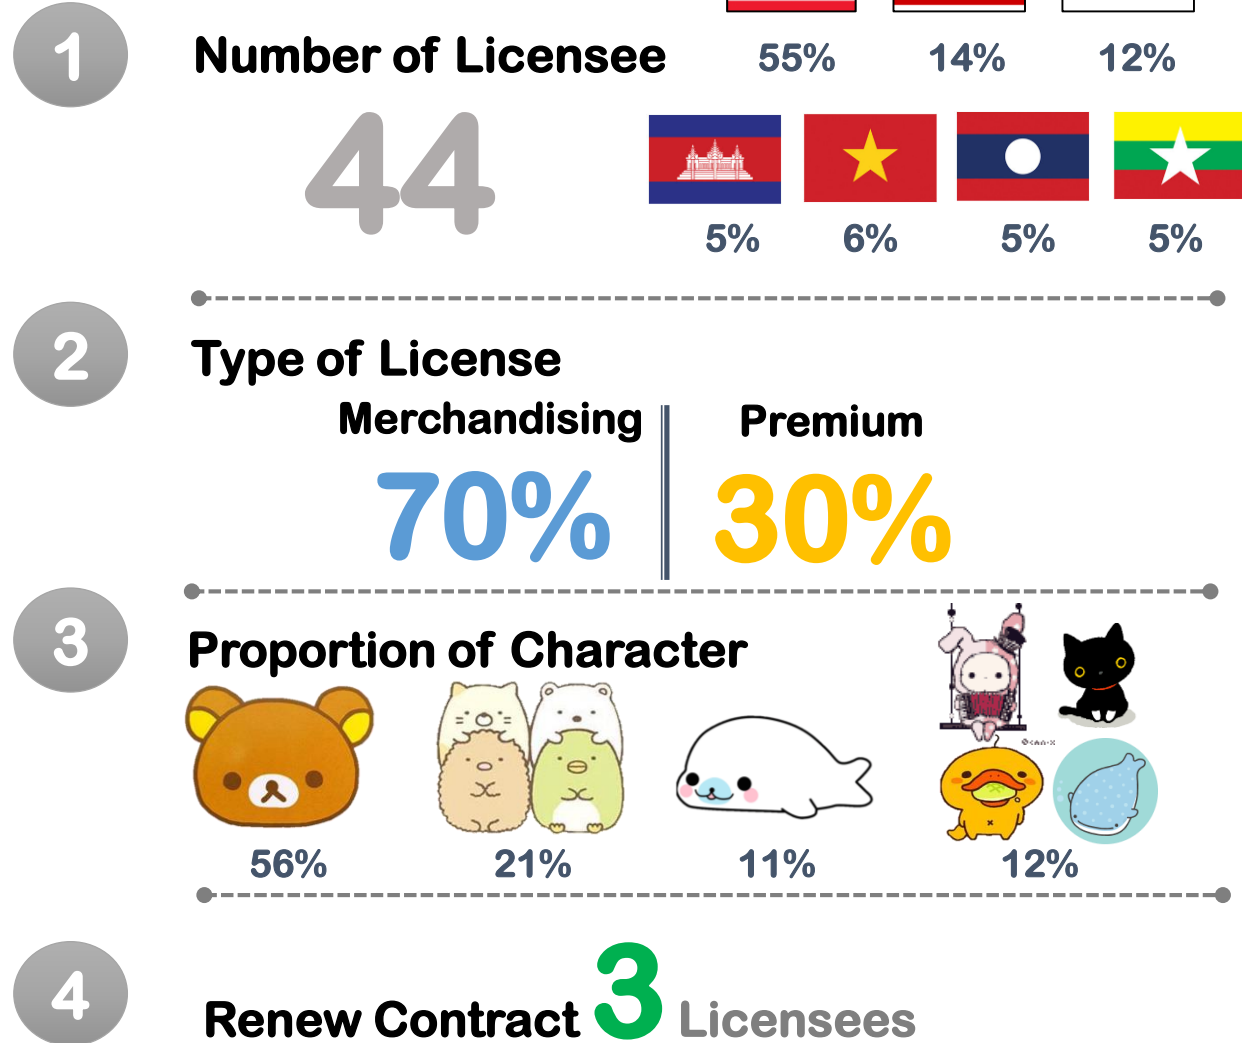 1
Number of Licensee
55% 14% 12%
44
5% 6% 5% 5%
2
Type of License
Merchandising Premium
70% 30%
3
Proportion of Character
56% 21% 11% 12%
4
Renew Contract 3 Licensees